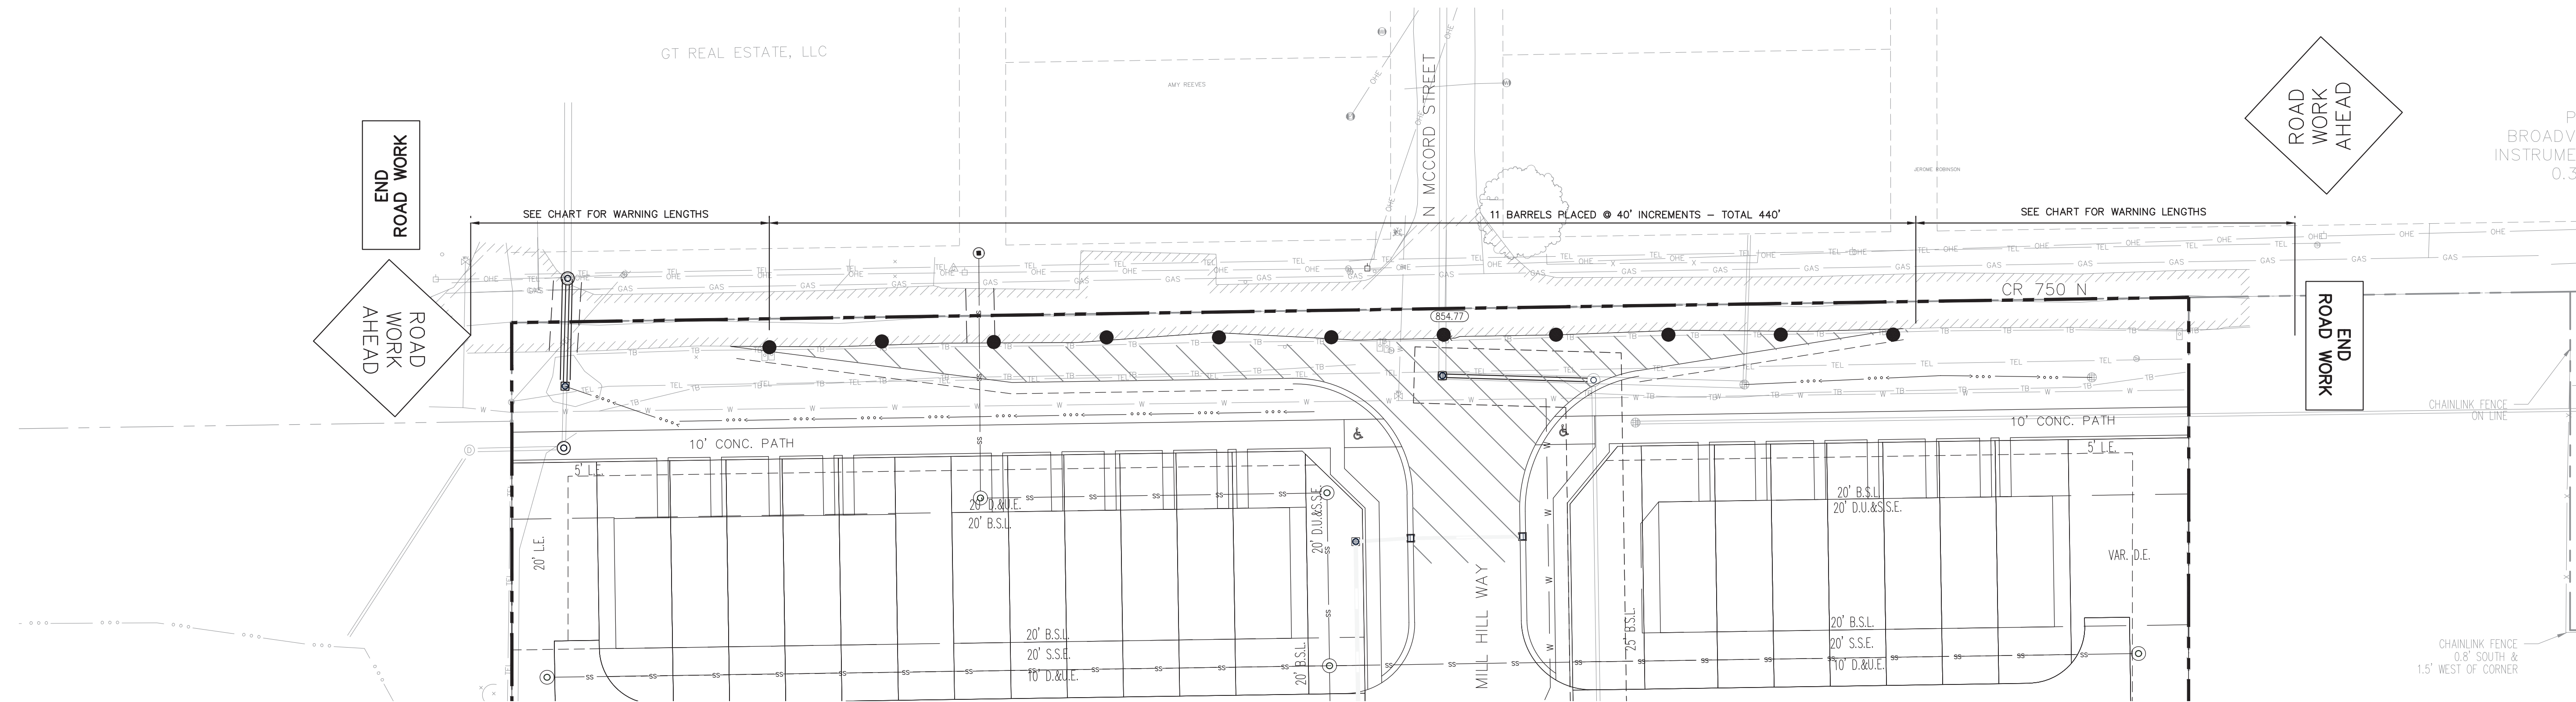 GT REAL ESTATE, LLC
AMY REEVES
N MCCORD STREET
JEROME ROBINSON
ROAD
WORK
AHEAD
BROADV
INSTRUME
0.3
END
ROAD WORK
SEE CHART FOR WARNING LENGTHS
11 BARRELS PLACED @ 40' INCREMENTS – TOTAL 440'
SEE CHART FOR WARNING LENGTHS
ROAD
WORK
AHEAD
CR 750 N
854.77
END
ROAD WORK
CHAINLINK FENCE
ON LINE
10' CONC. PATH
10' CONC. PATH
5' L.E.
5' L.E.
20' D.&U.E.
20' B.S.L.
20' D.U.&S.S.E.
20' B.S.L.
20' D.U.&S.S.E.
20' L.E.
VAR. D.E.
MILL HILL WAY
25' B.S.L.
20' B.S.L.
20' S.S.E.
10' D.&U.E.
20' B.S.L.
20' B.S.L.
20' S.S.E.
10' D.&U.E.
CHAINLINK FENCE
0.8' SOUTH &
1.5' WEST OF CORNER